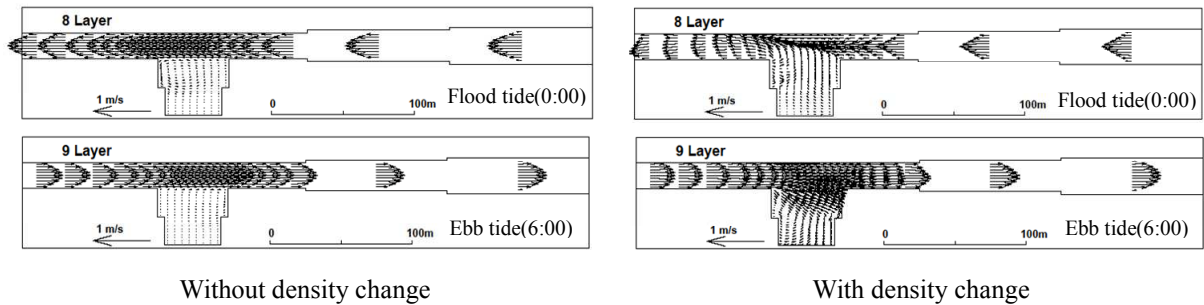 8 Layer
Flood tide(0:00)
1 m/s
0 100m
8 Layer
Flood tide(0:00)
1 m/s
0 100m
9 Layer
Ebb tide(6:00)
1 m/s
0 100m
9 Layer
Ebb tide(6:00)
1 m/s
0 100m
Without density change
With density change